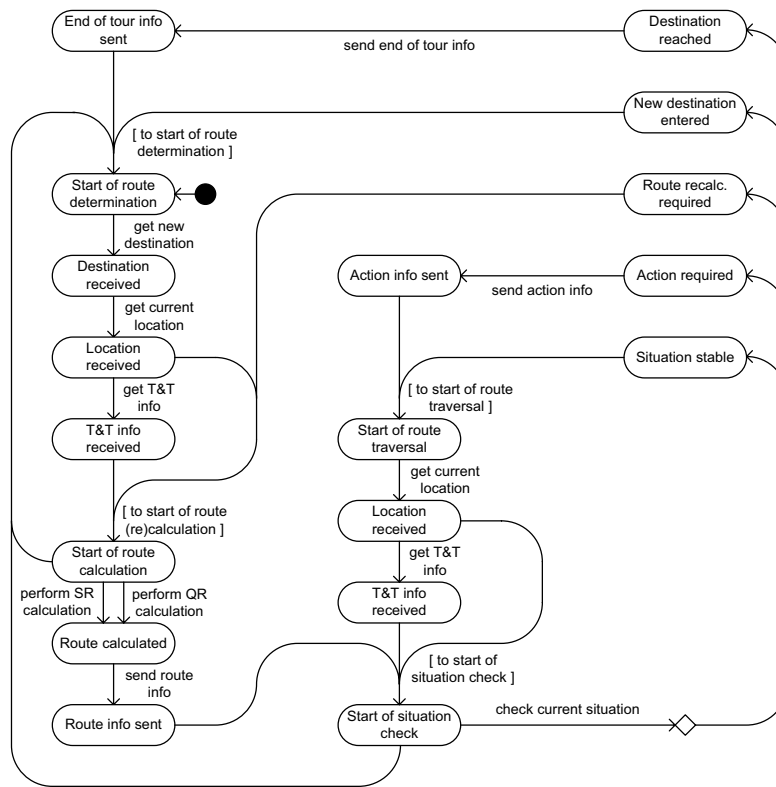 End of tour info
sent
send end of tour info
Destination
reached
New destination
entered
[ to start of route
determination ]
Start of route
determination
Route recalc.
required
get new
destination
Destination
received
Action info sent
send action info
Action required
get current
location
Location
received
Situation stable
get T&T
info
[ to start of route
traversal ]
T&T info
received
Start of route
traversal
get current
location
[ to start of route
(re)calculation ]
Location
received
Start of route
calculation
get T&T
info
perform SR
calculation
perform QR
calculation
T&T info
received
Route calculated
send route
info
[ to start of
situation check ]
Route info sent
Start of situation
check
check current situation